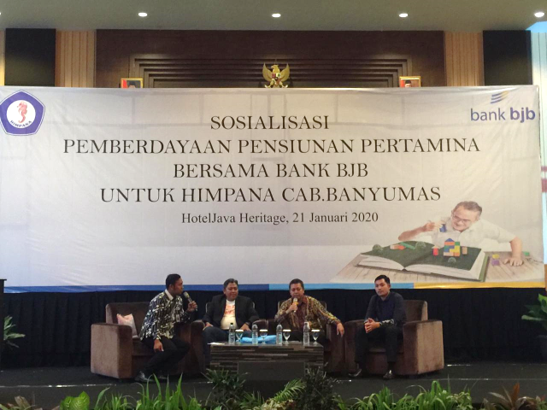 bank bjb
SOSIALISASI
PEMBERDAYAAN PENSIUNAN PERTAMINA
BERSAMA BANK BJB
UNTUK HIMPANA CAB.BANYUMAS
HotelJava Heritage, 21 Januari 2020